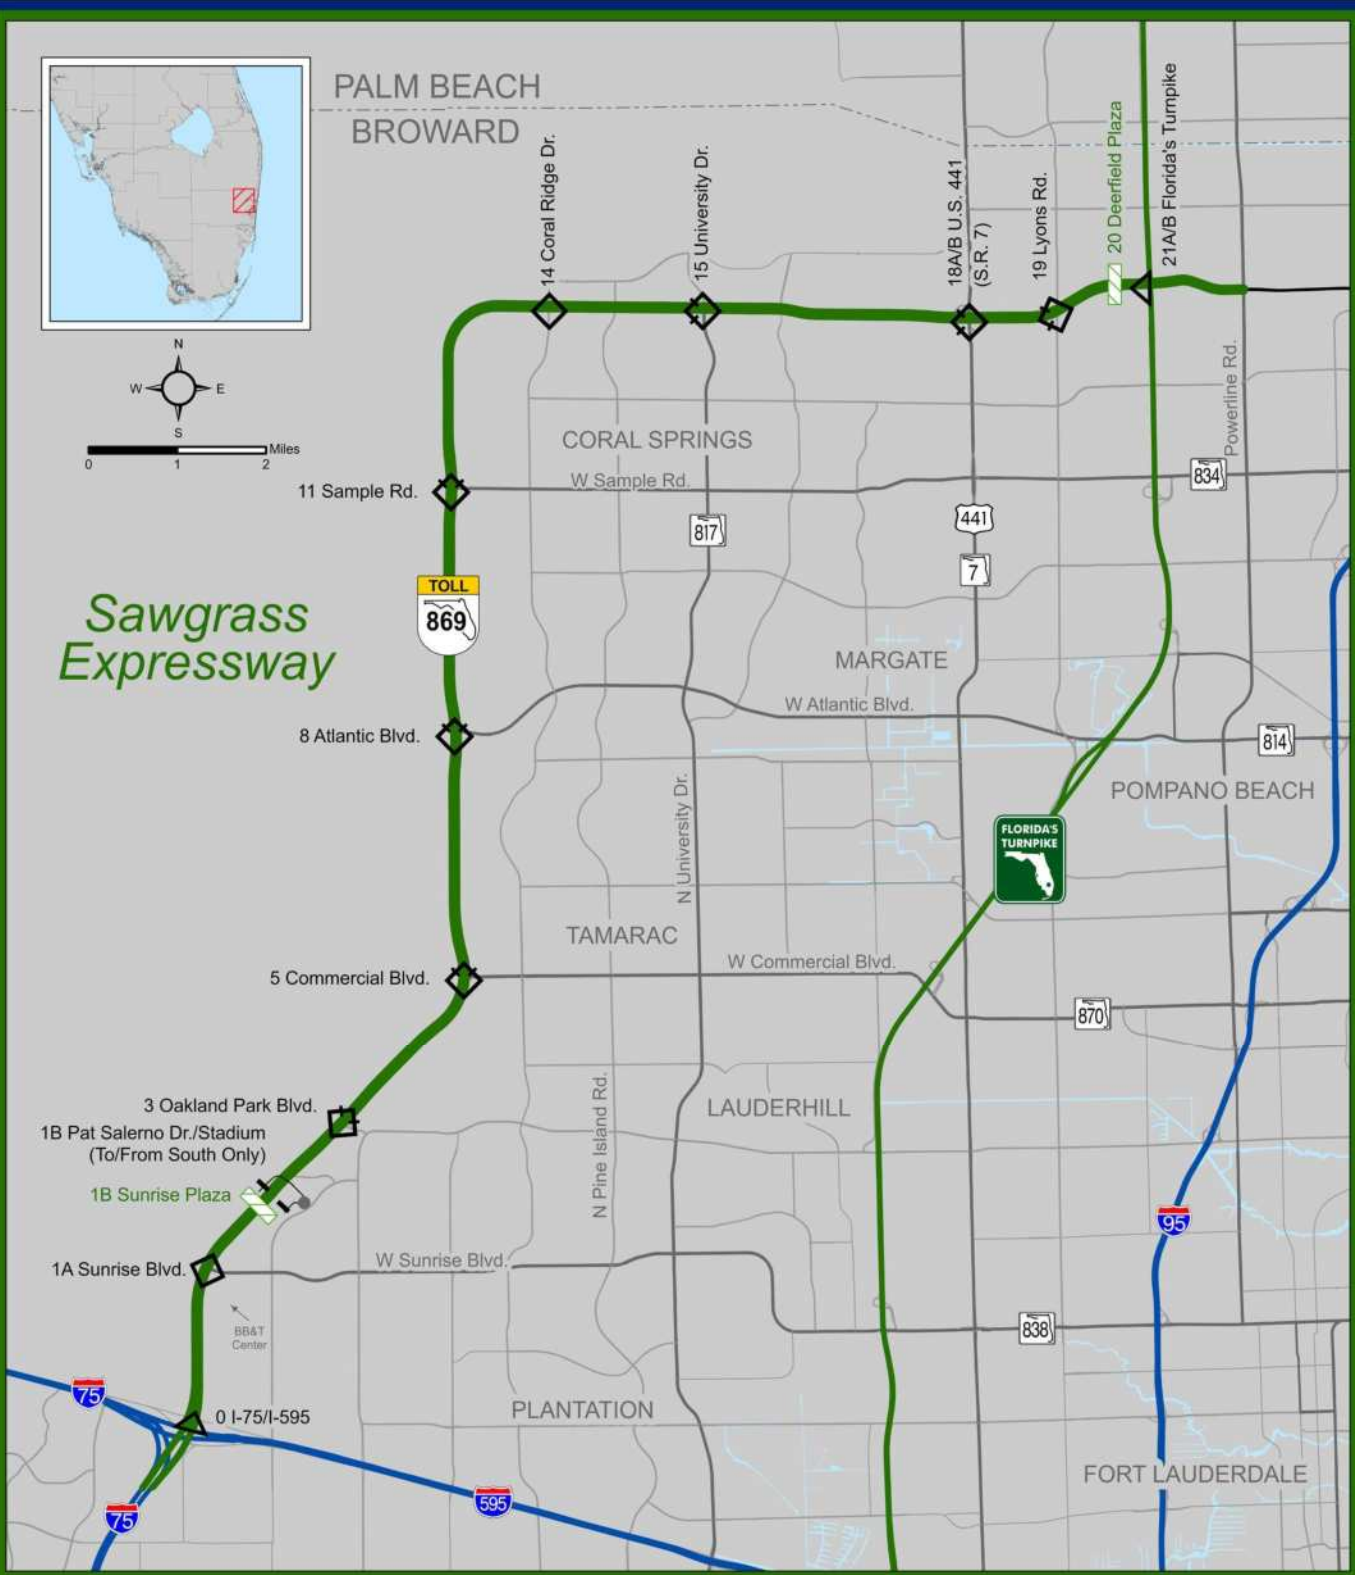 PALM BEACH
BROWARD
14 Coral Ridge Dr.
15 University Dr.
18A/B U.S. 441
(S.R. 7)
19 Lyons Rd.
20 Deerfield Plaza
21A/B Florida's Turnpike
N
W E
S
Miles
0 1 2
Powerline Rd.
CORAL SPRINGS
11 Sample Rd.
W Sample Rd.
834
817
441
7
TOLL
869
Sawgrass
Expressway
MARGATE
W Atlantic Blvd.
8 Atlantic Blvd.
814
POMPANO BEACH
N University Dr.
FLORIDA'S
TURNPIKE
TAMARAC
W Commercial Blvd.
5 Commercial Blvd.
870
3 Oakland Park Blvd.
LAUDERHILL
N Pine Island Rd.
1B Pat Salerno Dr./Stadium
(To/From South Only)
1B Sunrise Plaza
95
1A Sunrise Blvd.
W Sunrise Blvd.
BB&T
Center
838
75
0 I-75/I-595
PLANTATION
FORT LAUDERDALE
595
75